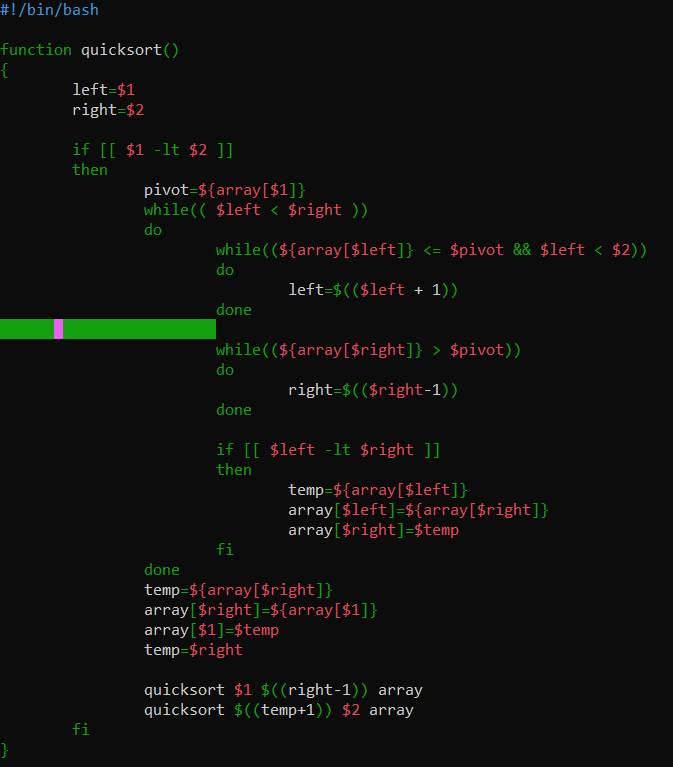 #!/bin/bash
function quicksort()
{
left=$1
right=$2
if [[ $1 -lt $2 ]]
then
pivot=${array[$1]}
while(( $left < $right ))
do
while((${array[$left]} <= $pivot && $left < $2))
do
left=$(($left + 1))
done
while((${array[$right]} > $pivot))
do
right=$(($right-1))
done
if [[ $left -lt $right ]]
then
temp=${array[$left]}
array[$left]=${array[$right]}
array[$right]=$temp
fi
done
temp=${array[$right]}
array[$right]=${array[$1]}
array[$1]=$temp
temp=$right
quicksort $1 $((right-1)) array
quicksort $((temp+1)) $2 array
fi
}